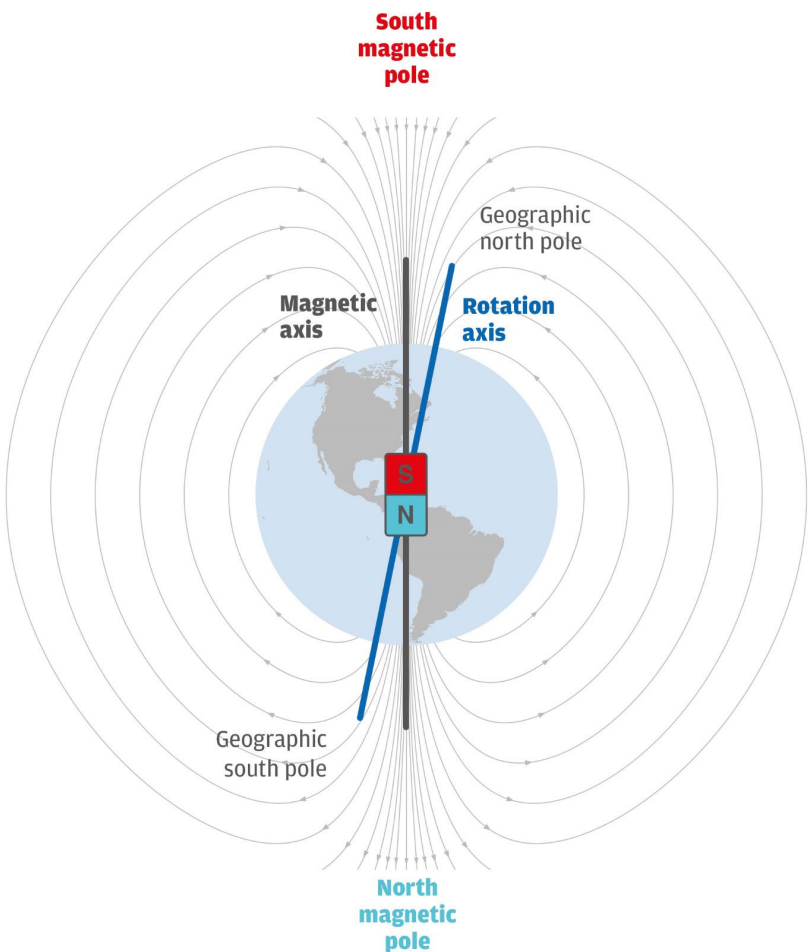 South
magnetic
pole
Geographic
north pole
Magnetic
axis
Rotation
axis
S
N
Geographic
south pole
North
magnetic
pole